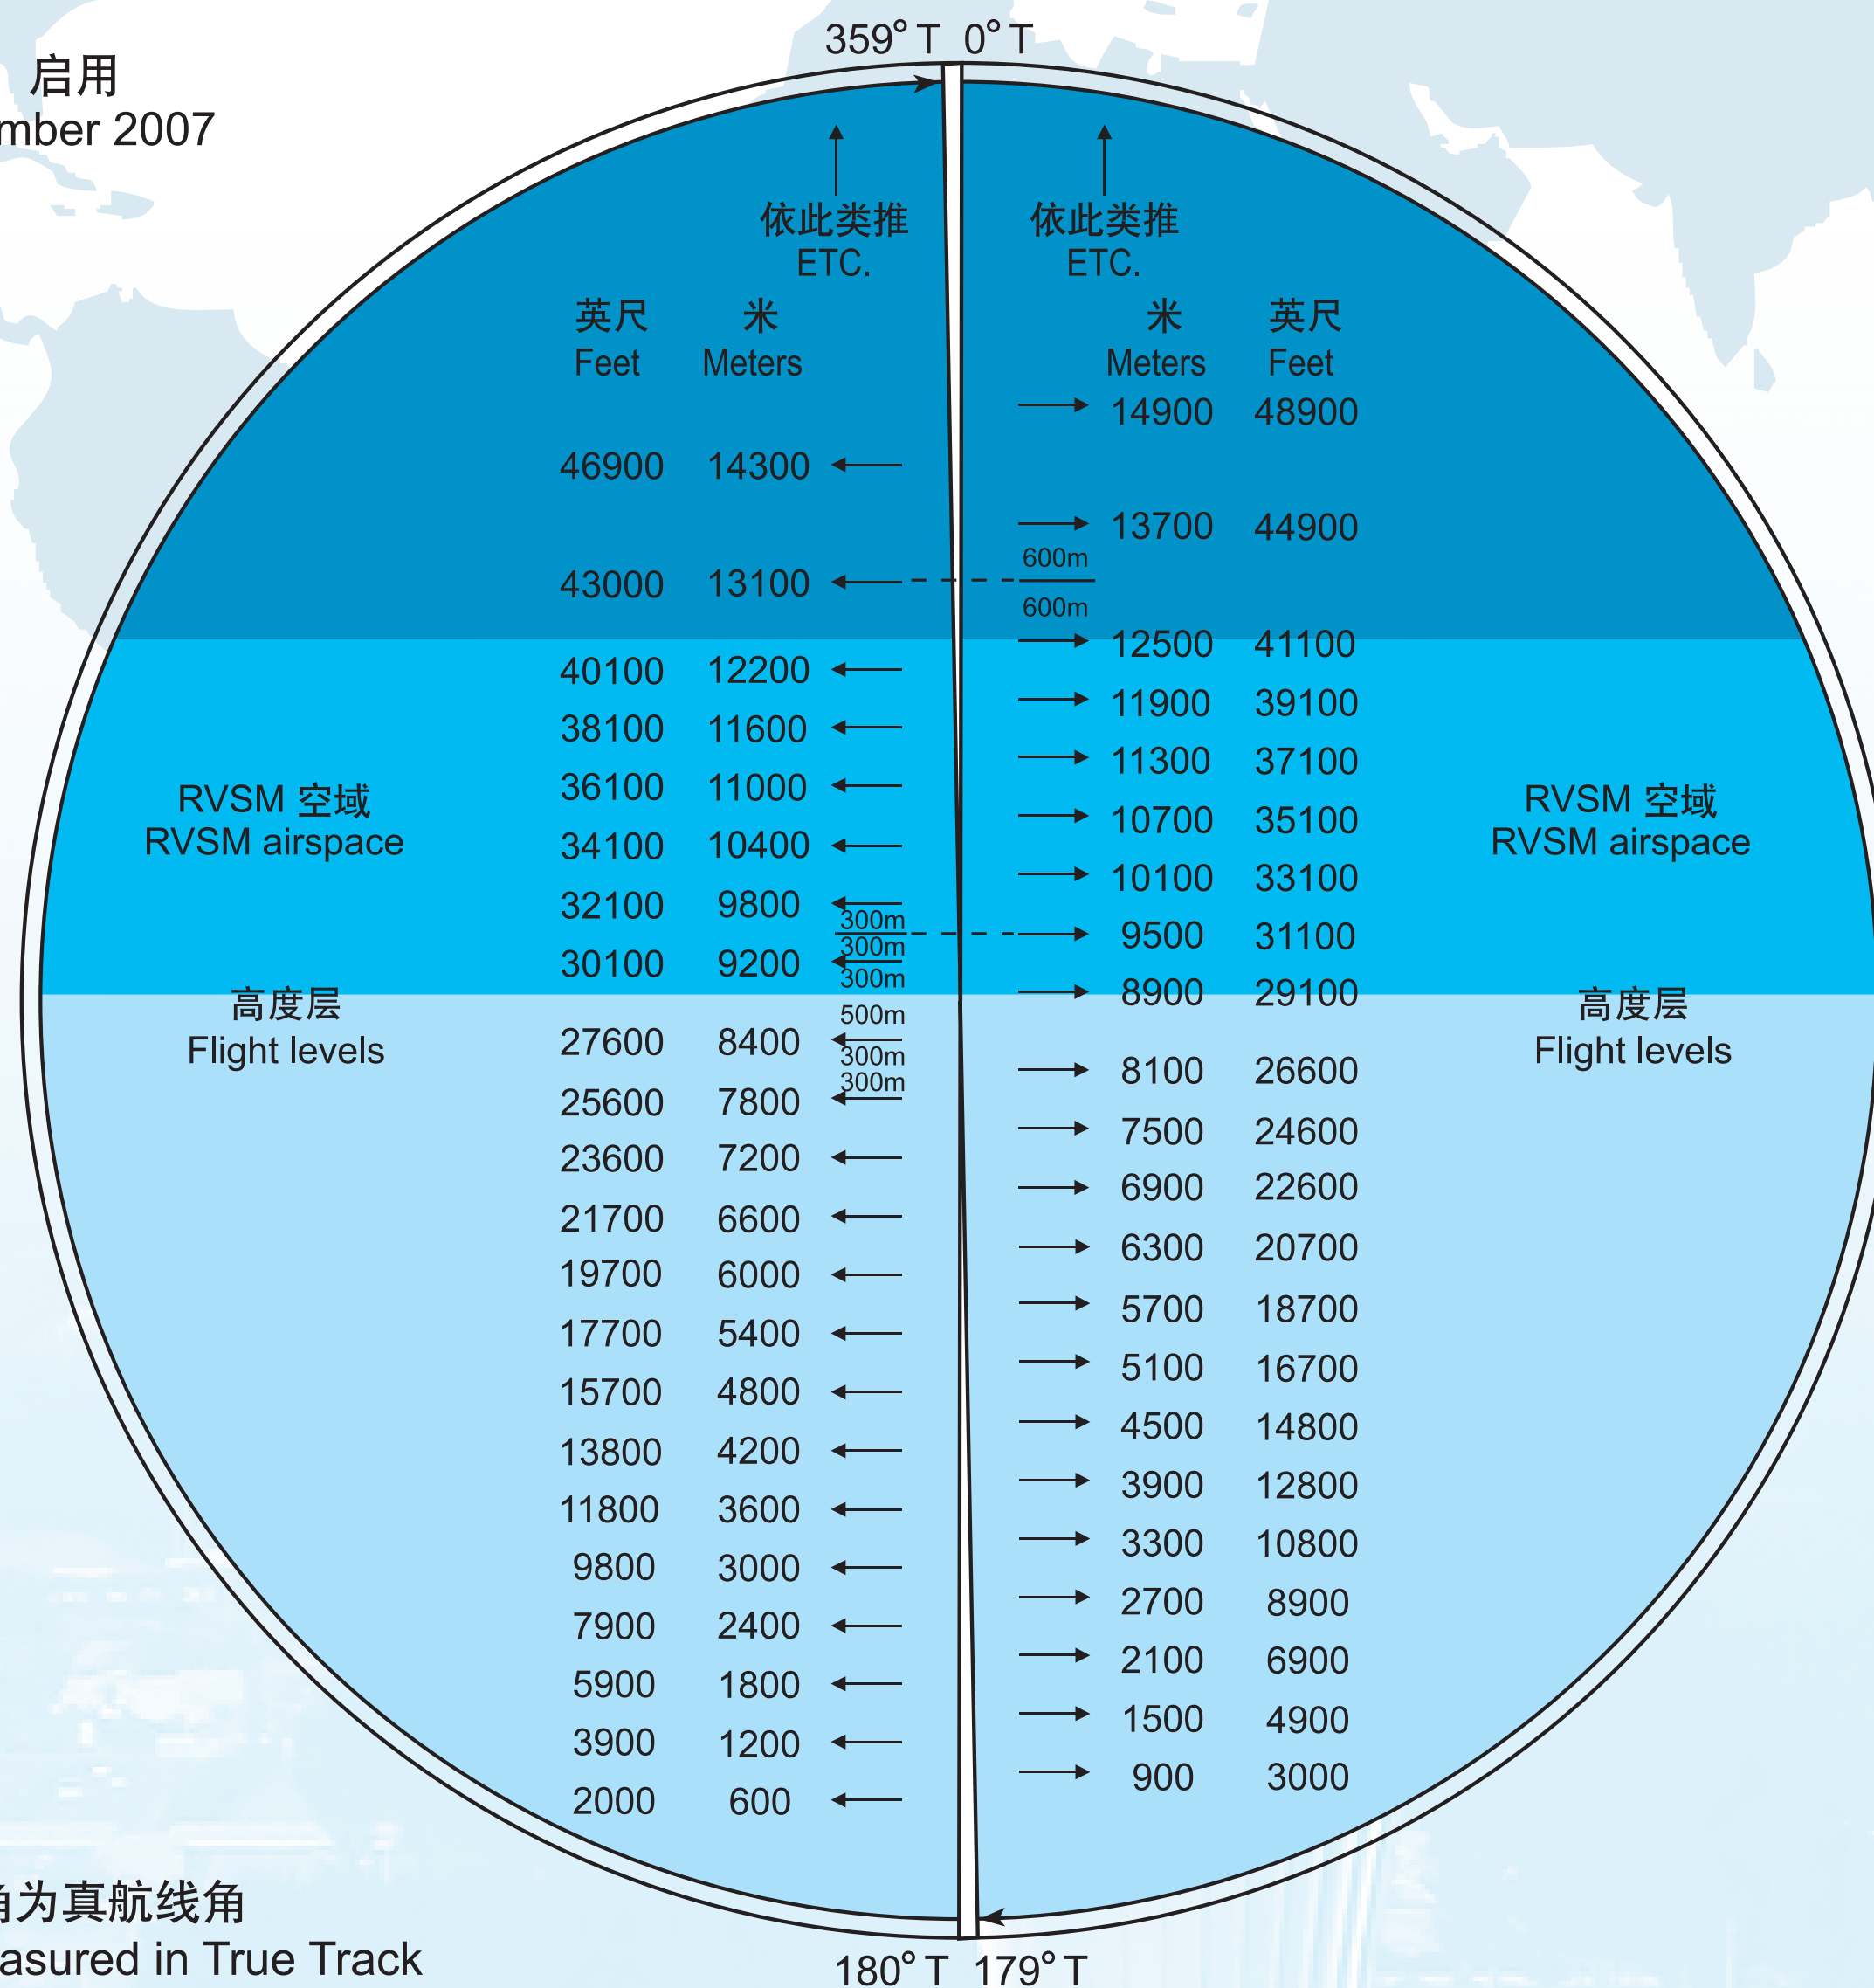 启用
mber 2007
359° T 0° T
依此类推 依此类推
ETC. ETC.
英尺 米 米 英尺
Feet Meters Meters Feet
14900 48900
46900 14300
13700 44900
600m
43000 13100
600m
12500 41100
40100 12200
11900 39100
38100 11600
11300 37100
36100 11000
RVSM 空域 RVSM 空域
10700 35100
RVSM airspace RVSM airspace
34100 10400
10100 33100
32100 9800
300m
9500 31100
300m
30100 9200
300m
8900 29100
高度层 高度层
500m
27600 8400
Flight levels Flight levels
300m
8100 26600
300m
25600 7800
7500 24600
23600 7200
6900 22600
21700 6600
6300 20700
19700 6000
5700 18700
17700 5400
5100 16700
15700 4800
4500 14800
13800 4200
3900 12800
11800 3600
3300 10800
9800 3000
2700 8900
7900 2400
2100 6900
5900 1800
1500 4900
3900 1200
900 3000
2000 600
角为真航线角
asured in True Track
180° T 179° T